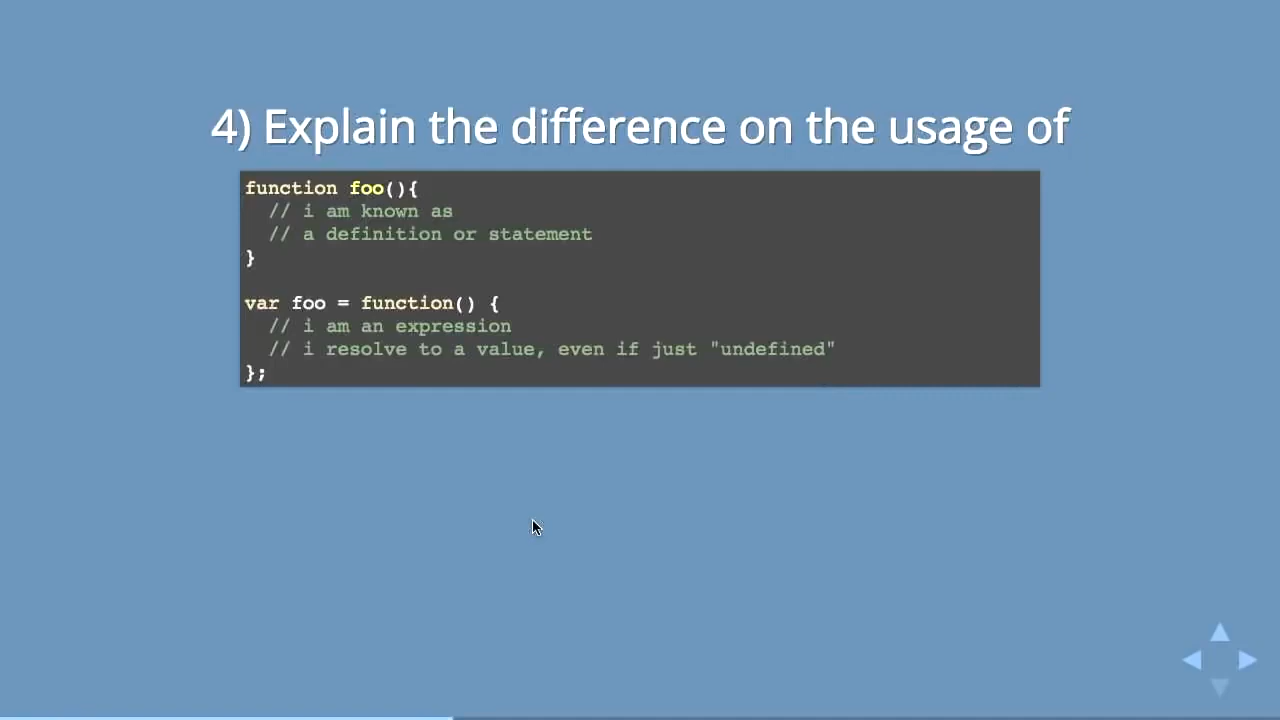 4) Explain the difference on the usage of
function foo(){
  // i am known as
  // a definition or statement
}
var foo = function() {
  // i am an expression
  // i resolve to a value, even if just "undefined"
};